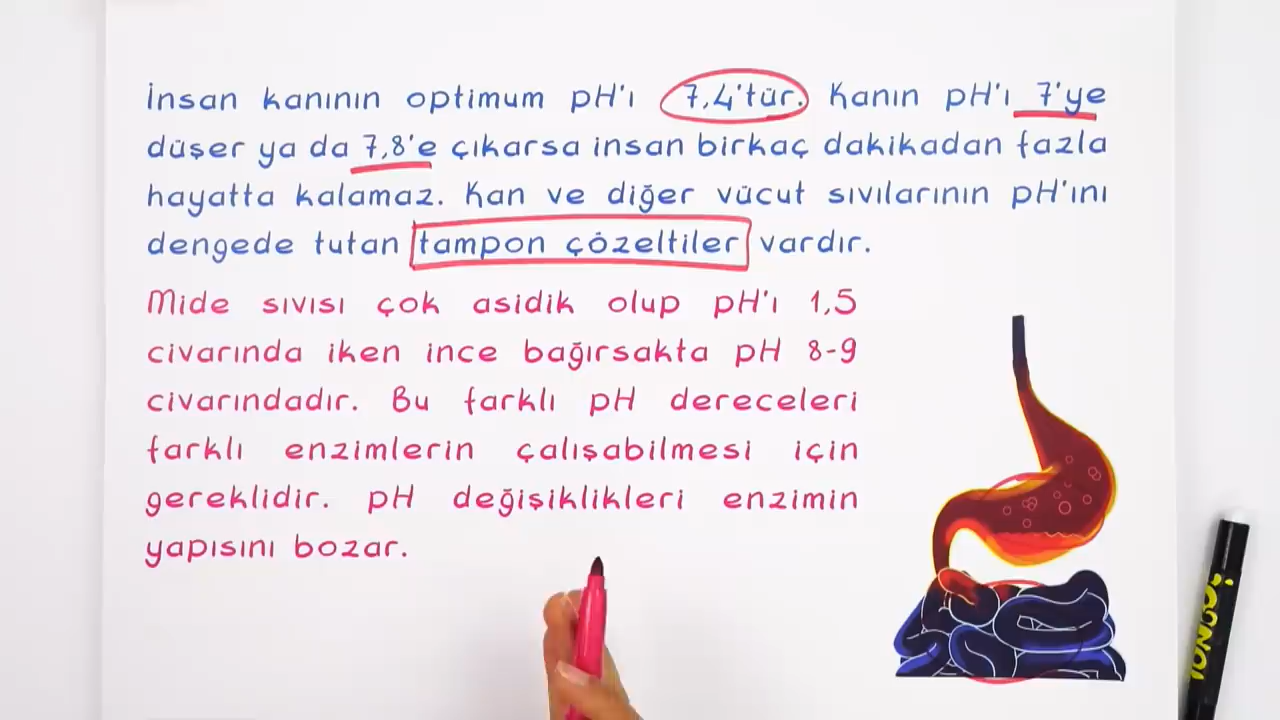 İnsan kanının optimum pH'ı 7,4'tür. Kanın pH'ı 7'ye
düşer ya da 7,8'e çıkarsa insan birkaç dakikadan fazla
hayatta kalamaz. Kan ve diğer vücut sıvılarının pH'ını
dengede tutan tampon çözeltiler vardır.
Mide sıvısı çok asidik olup pH'ı 1,5
civarında iken ince bağırsakta pH 8-9
civarındadır. Bu farklı pH dereceleri
farklı enzimlerin çalışabilmesi için
gereklidir. pH değişiklikleri enzimin
yapısını bozar.